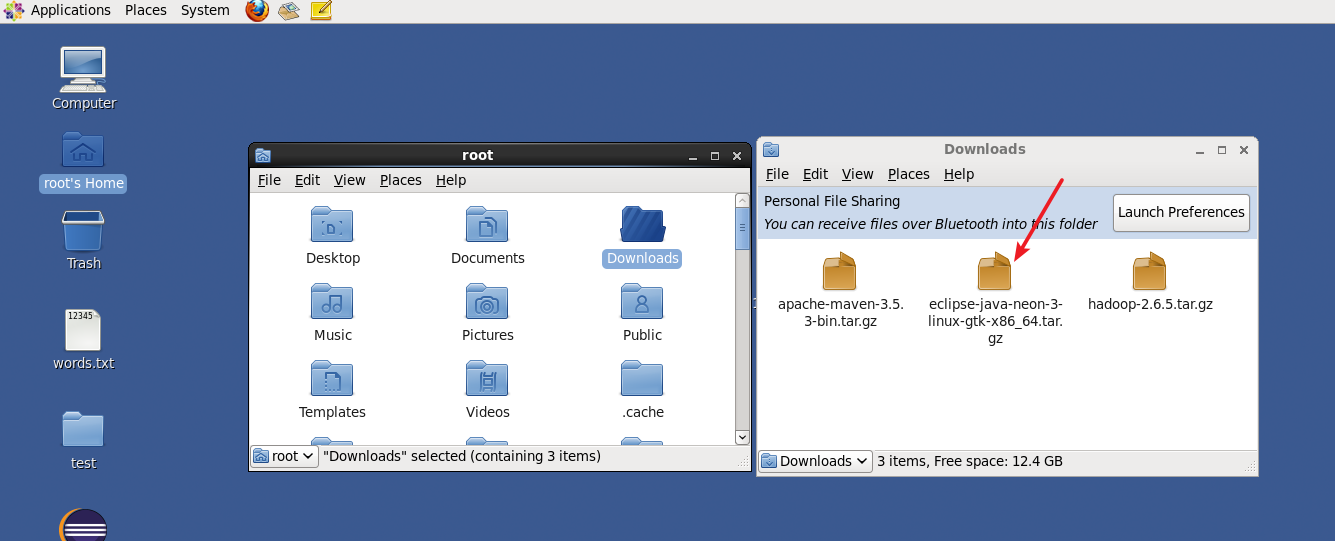 Applications Places System
Computer
root's Home
Trash
12345
words.txt
test
root
File Edit View Places Help
Desktop
Documents
Downloads
Music
Pictures
Public
Templates
Videos
.cache
root "Downloads" selected (containing 3 items)
Downloads
File Edit View Places Help
Personal File Sharing
You can receive files over Bluetooth into this folder
Launch Preferences
apache-maven-3.5.
3-bin.tar.gz
eclipse-java-neon-3-
linux-gtk-x86_64.tar.
gz
hadoop-2.6.5.tar.gz
Downloads 3 items, Free space: 12.4 GB